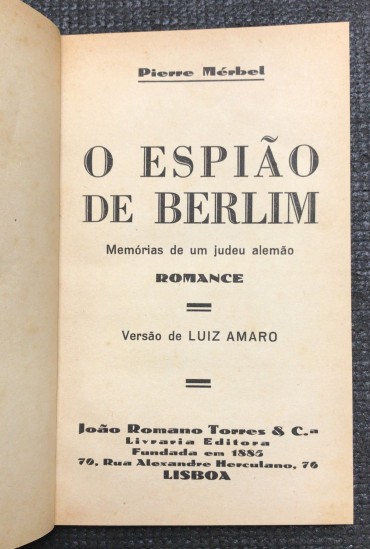 Pierre Mérbel
O ESPIÃO
DE BERLIM
Memórias de um judeu alemão
ROMANCE
Versão de LUIZ AMARO
João Romano Torres & C.ª
Livraria Editora
Fundada em 1885
70, Rua Alexandre Herculano, 76
LISBOA